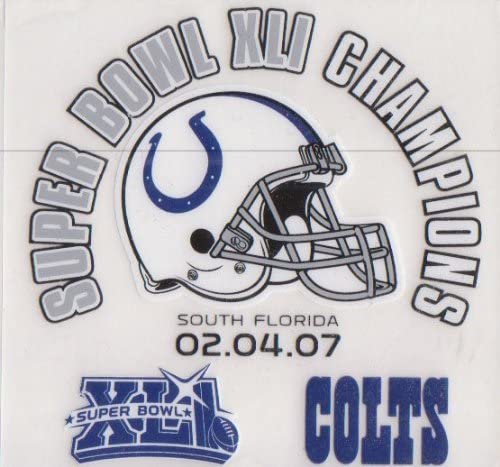 SUPER BOWL XLI CHAMPIONS
SOUTH FLORIDA
02.04.07
XLI
SUPER BOWL
COLTS